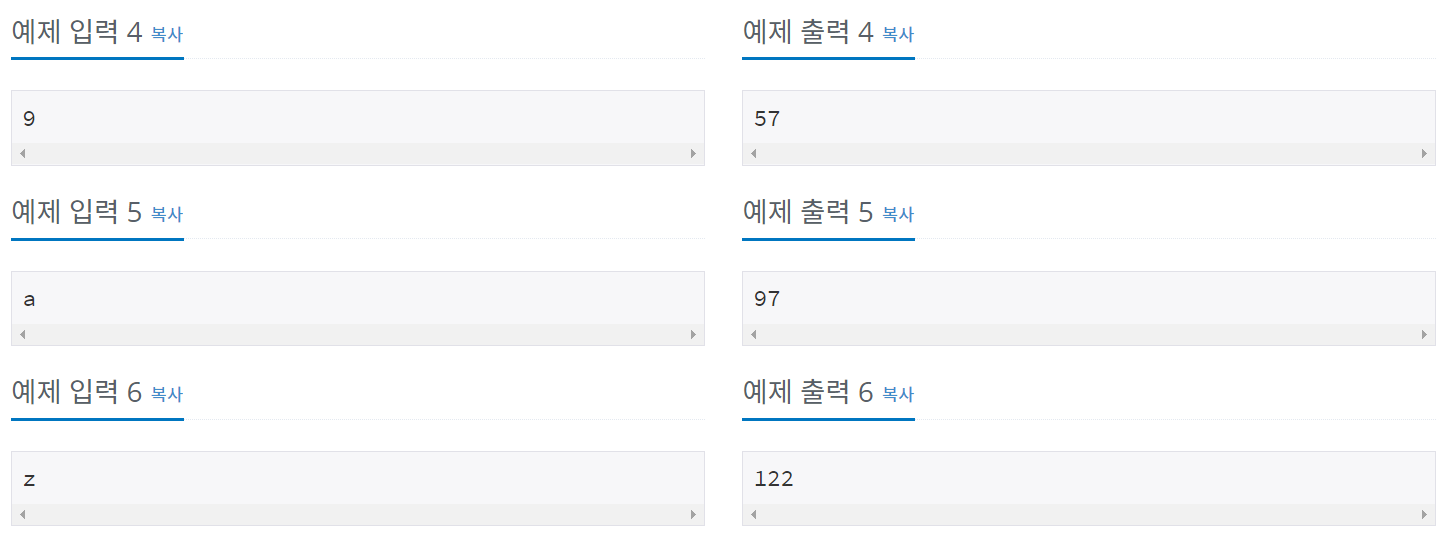 예제 입력 4 복사
예제 출력 4 복사
9
57
예제 입력 5 복사
예제 출력 5 복사
a
97
예제 입력 6 복사
예제 출력 6 복사
z
122